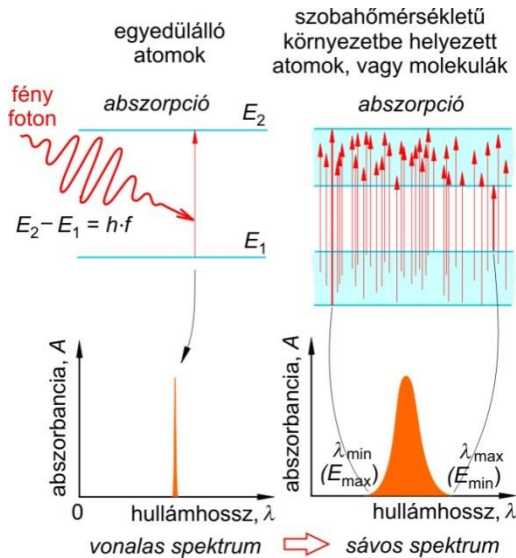 egyedülálló
atomok
szobahőmérsékletű
környezetbe helyezett
atomok, vagy molekulák
fény
foton
abszorpció
E2
E2 – E1 = h·f
E1
abszorpció
abszorbancia, A
0
hullámhossz, λ
vonalas spektrum
abszorbancia, A
λmin
(Emax)
λmax
(Emin)
hullámhossz, λ
sávos spektrum